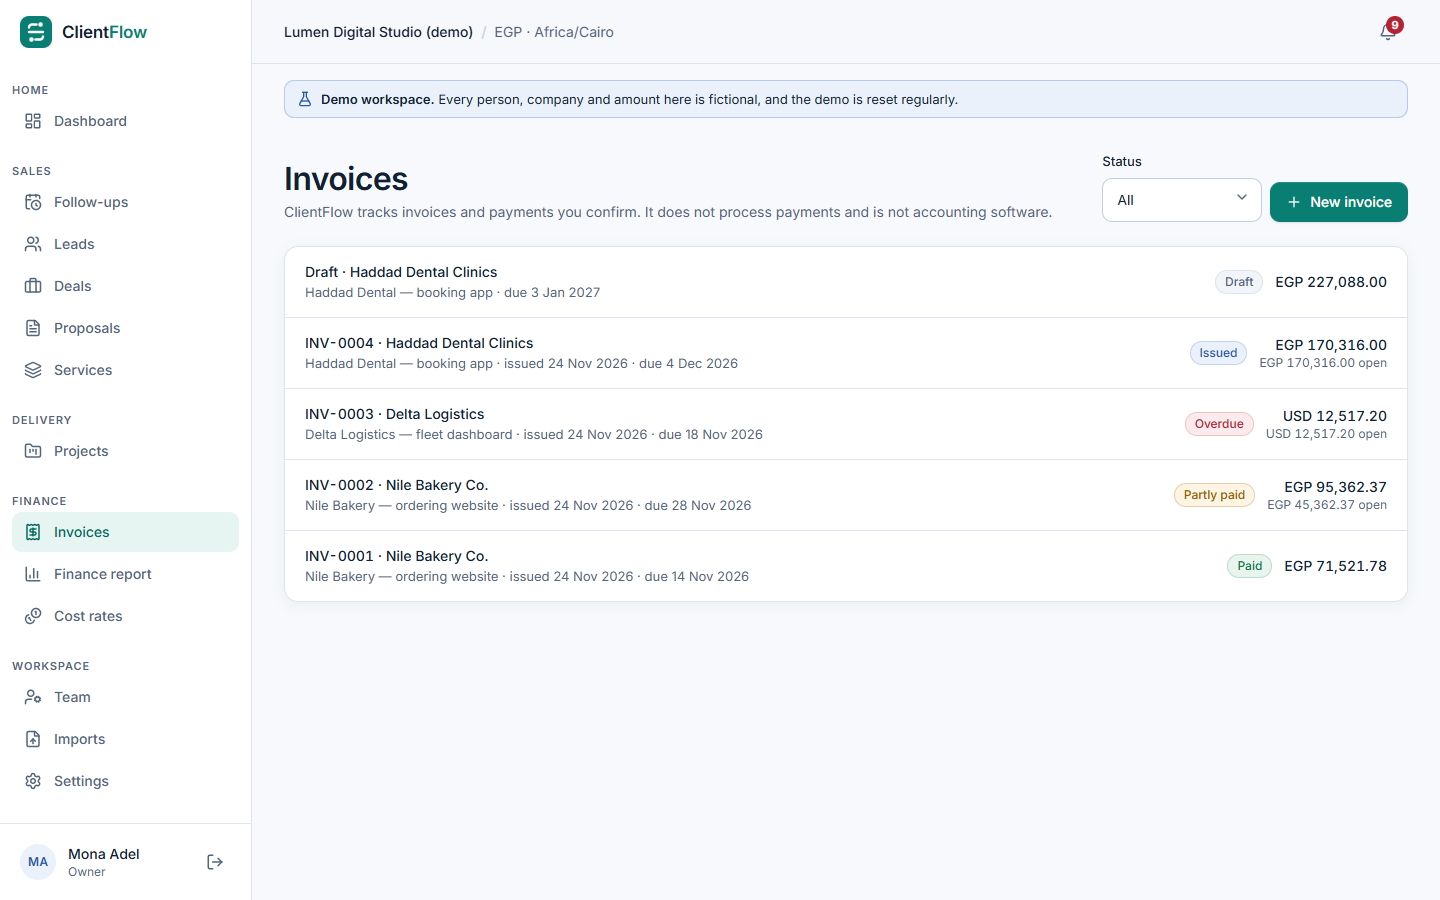 ClientFlow
Lumen Digital Studio (demo) / EGP · Africa/Cairo
9
HOME
Dashboard
SALES
Follow-ups
Leads
Deals
Proposals
Services
DELIVERY
Projects
FINANCE
Invoices
Finance report
Cost rates
WORKSPACE
Team
Imports
Settings
MA
Mona Adel
Owner
Demo workspace. Every person, company and amount here is fictional, and the demo is reset regularly.
Invoices
ClientFlow tracks invoices and payments you confirm. It does not process payments and is not accounting software.
Status
All
New invoice
Draft · Haddad Dental Clinics
Haddad Dental — booking app · due 3 Jan 2027
Draft
EGP 227,088.00
INV-0004 · Haddad Dental Clinics
Haddad Dental — booking app · issued 24 Nov 2026 · due 4 Dec 2026
Issued
EGP 170,316.00
EGP 170,316.00 open
INV-0003 · Delta Logistics
Delta Logistics — fleet dashboard · issued 24 Nov 2026 · due 18 Nov 2026
Overdue
USD 12,517.20
USD 12,517.20 open
INV-0002 · Nile Bakery Co.
Nile Bakery — ordering website · issued 24 Nov 2026 · due 28 Nov 2026
Partly paid
EGP 95,362.37
EGP 45,362.37 open
INV-0001 · Nile Bakery Co.
Nile Bakery — ordering website · issued 24 Nov 2026 · due 14 Nov 2026
Paid
EGP 71,521.78